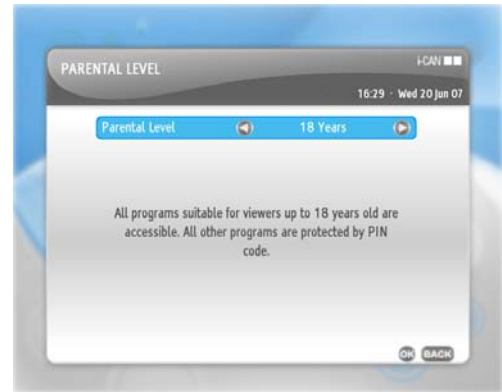 PARENTAL LEVEL
i-CAN
16:29 · Wed 20 Jun 07
Parental Level 18 Years
All programs suitable for viewers up to 18 years old are
accessible. All other programs are protected by PIN
code.
OK BACK